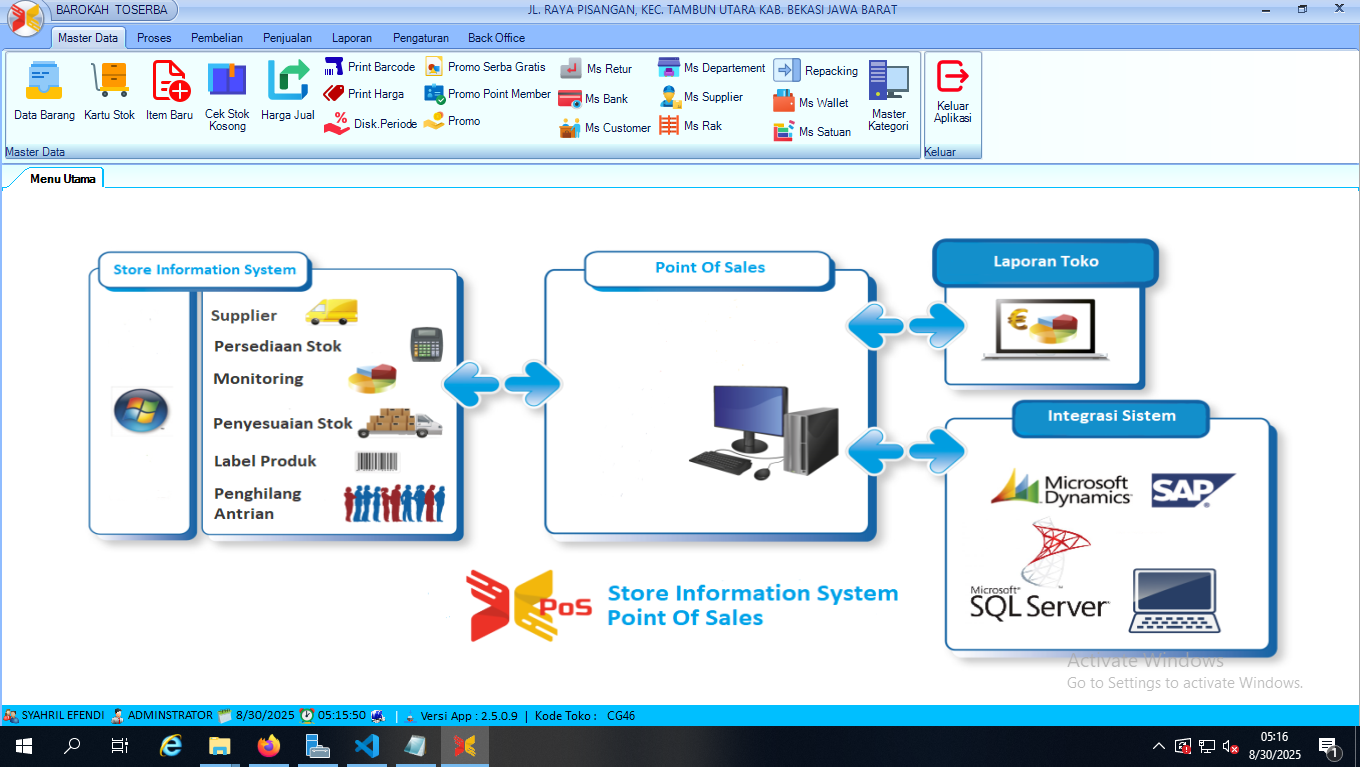 BAROKAH TOSERBA
JL. RAYA PISANGAN, KEC. TAMBUN UTARA KAB. BEKASI JAWA BARAT
Master Data
Proses
Pembelian
Penjualan
Laporan
Pengaturan
Back Office
Data Barang
Kartu Stok
Item Baru
Cek Stok
Kosong
Harga Jual
Print Barcode
Print Harga
Disk.Periode
Promo Serba Gratis
Promo Point Member
Promo
Ms Retur
Ms Bank
Ms Customer
Ms Departement
Ms Supplier
Ms Rak
Repacking
Ms Wallet
Ms Satuan
Master
Kategori
Keluar
Aplikasi
Master Data
Keluar
Menu Utama
Store Information System
Supplier
Persediaan Stok
Monitoring
Penyesuaian Stok
Label Produk
Penghilang
Antrian
Point Of Sales
Laporan Toko
€
Integrasi Sistem
Microsoft
Dynamics
SAP
Microsoft
SQL Server
PoS
Store Information System
Point Of Sales
Activate Windows
Go to Settings to activate Windows.
SYAHRIL EFENDI ADMINSTRATOR 8/30/2025 05:15:50 | Versi App : 2.5.0.9 | Kode Toko : CG46
05:16
8/30/2025
1